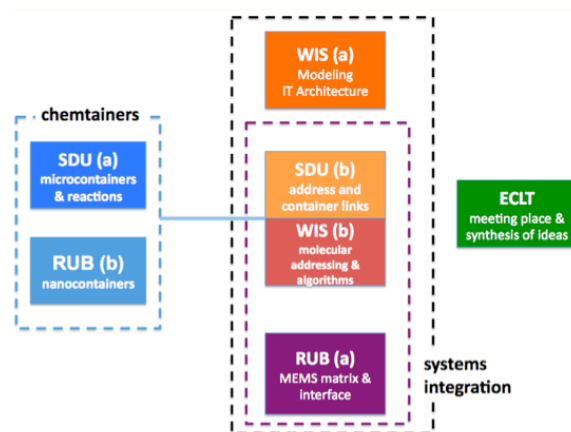 WIS (a)
Modeling
IT Architecture
chemtainers
SDU (a)
microcontainers
& reactions
RUB (b)
nanocontainers
SDU (b)
address and
container links
WIS (b)
molecular
addressing &
algorithms
RUB (a)
MEMS matrix &
interface
ECLT
meeting place &
synthesis of ideas
systems
integration